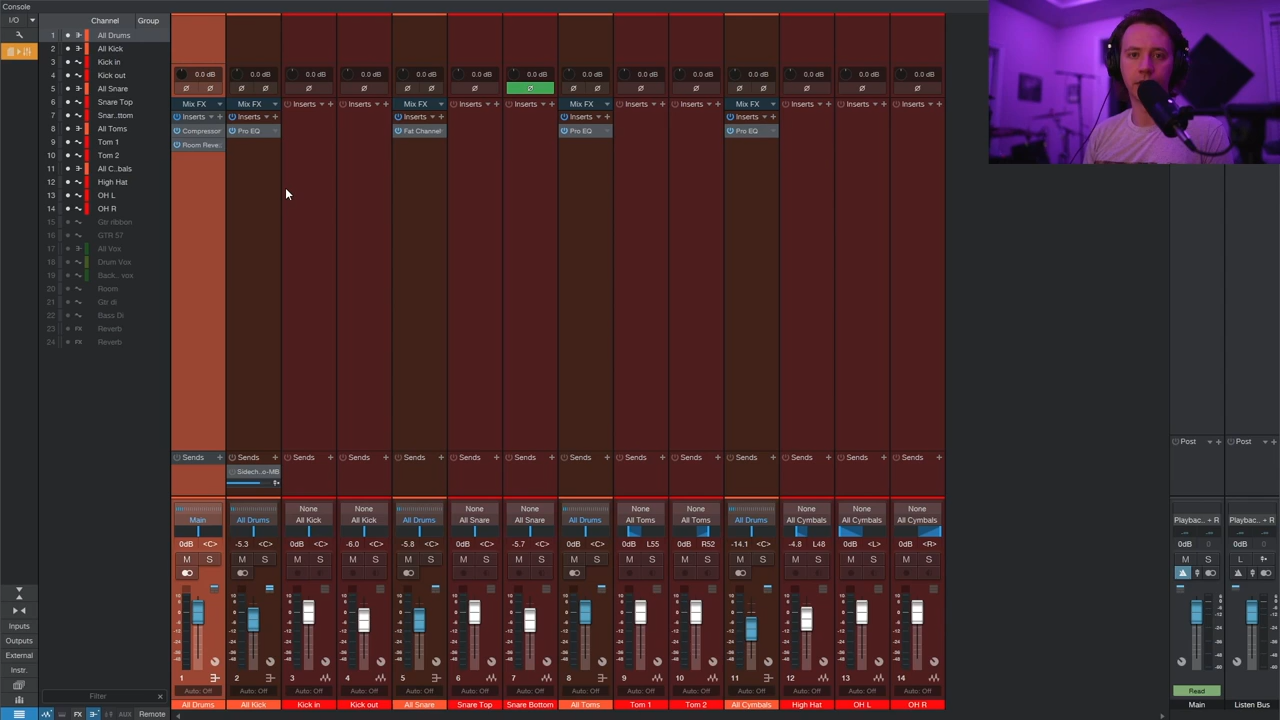 Console
I/O Channel Group
1 All Drums
2 All Kick
3 Kick in
4 Kick out
5 All Snare
6 Snare Top
7 Snar...ttom
8 All Toms
9 Tom 1
10 Tom 2
11 All C..bals
12 High Hat
13 OH L
14 OH R
15 Gtr ribbon
16 GTR 57
17 All Vox
18 Drum Vox
19 Back.. vox
20 Room
21 Gtr di
22 Bass Di
23 FX Reverb
24 FX Reverb
0.0 dB 0.0 dB 0.0 dB 0.0 dB 0.0 dB 0.0 dB 0.0 dB 0.0 dB 0.0 dB 0.0 dB 0.0 dB 0.0 dB 0.0 dB 0.0 dB
Mix FX Mix FX Inserts Inserts Mix FX Inserts Inserts Mix FX Inserts Inserts Mix FX Inserts Inserts Inserts
Inserts Inserts Inserts Inserts Inserts
Compressor Pro EQ Fat Channel Pro EQ Pro EQ
Room Reve..
Post Post
Sends Sends Sends Sends Sends Sends Sends Sends Sends Sends Sends Sends Sends Sends
Sidech..o-MB
None None None None None None None None None
Main All Drums All Kick All Kick All Drums All Snare All Snare All Drums All Toms All Toms All Drums All Cymbals All Cymbals All Cymbals Playbac.. + R Playbac.. + R
0dB <C> -5.3 <C> 0dB <C> -6.0 <C> -5.8 <C> 0dB <C> -5.7 <C> 0dB <C> 0dB L55 0dB R52 -14.1 <C> -4.8 L48 0dB <L> 0dB <R> 0dB 0dB
M S M S M S M S M S M S M S M S M S M S M S M S M S M S M S L
1 2 3 4 5 6 7 8 9 10 11 12 13 14
Auto: Off Auto: Off Auto: Off Auto: Off Auto: Off Auto: Off Auto: Off Auto: Off Auto: Off Auto: Off Auto: Off Auto: Off Auto: Off Auto: Off Read
All Drums All Kick Kick in Kick out All Snare Snare Top Snare Bottom All Toms Tom 1 Tom 2 All Cymbals High Hat OH L OH R Main Listen Bus
Inputs
Outputs
External
Instr.
Filter
FX AUX Remote